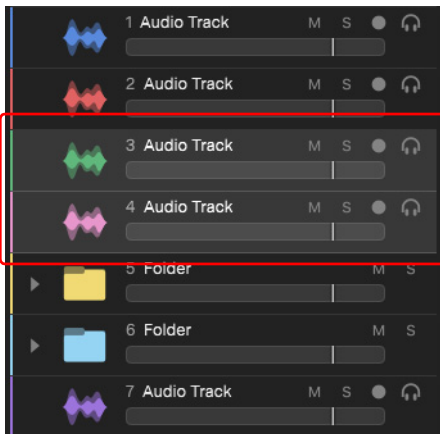 1 Audio Track M S
2 Audio Track M S
3 Audio Track M S
4 Audio Track M S
5 Folder M S
6 Folder M S
7 Audio Track M S